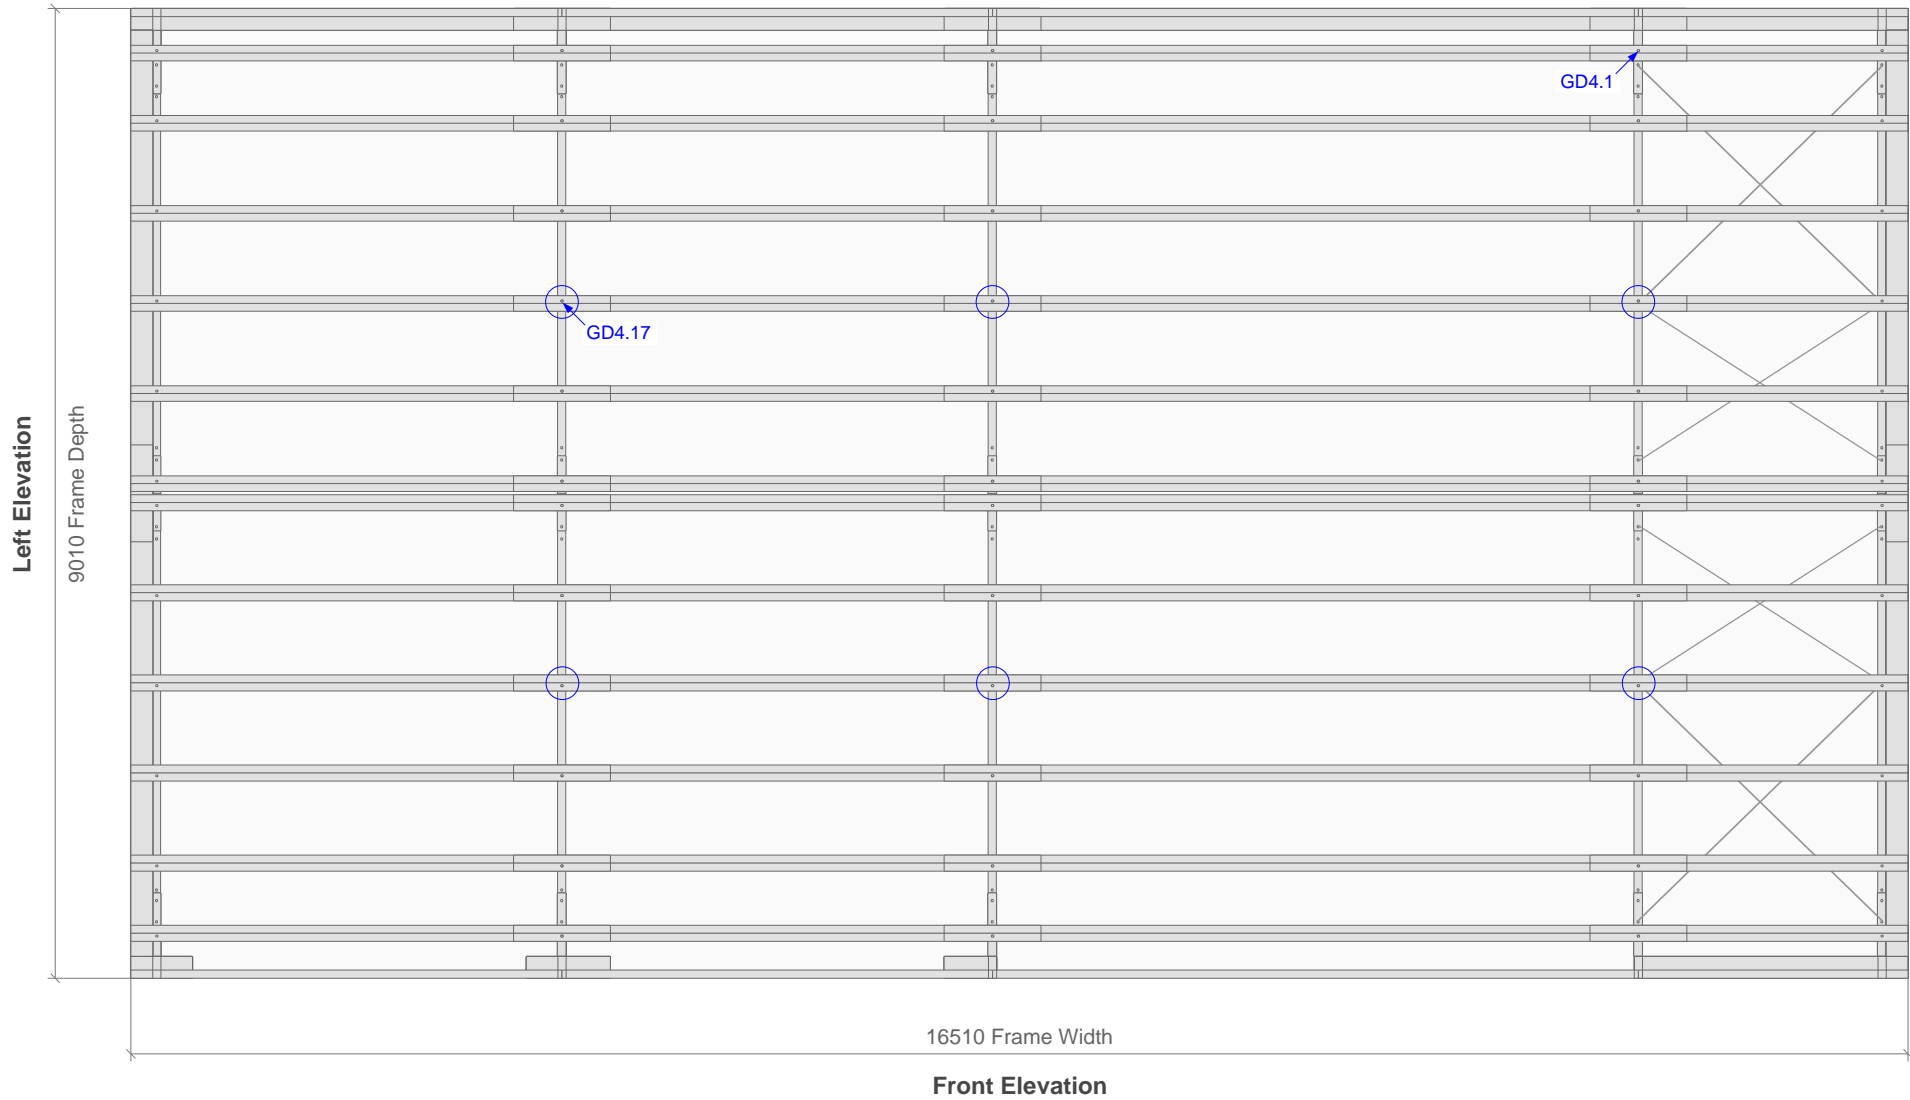 GD4.1
GD4.17
Left Elevation
9010 Frame Depth
16510 Frame Width
Front Elevation